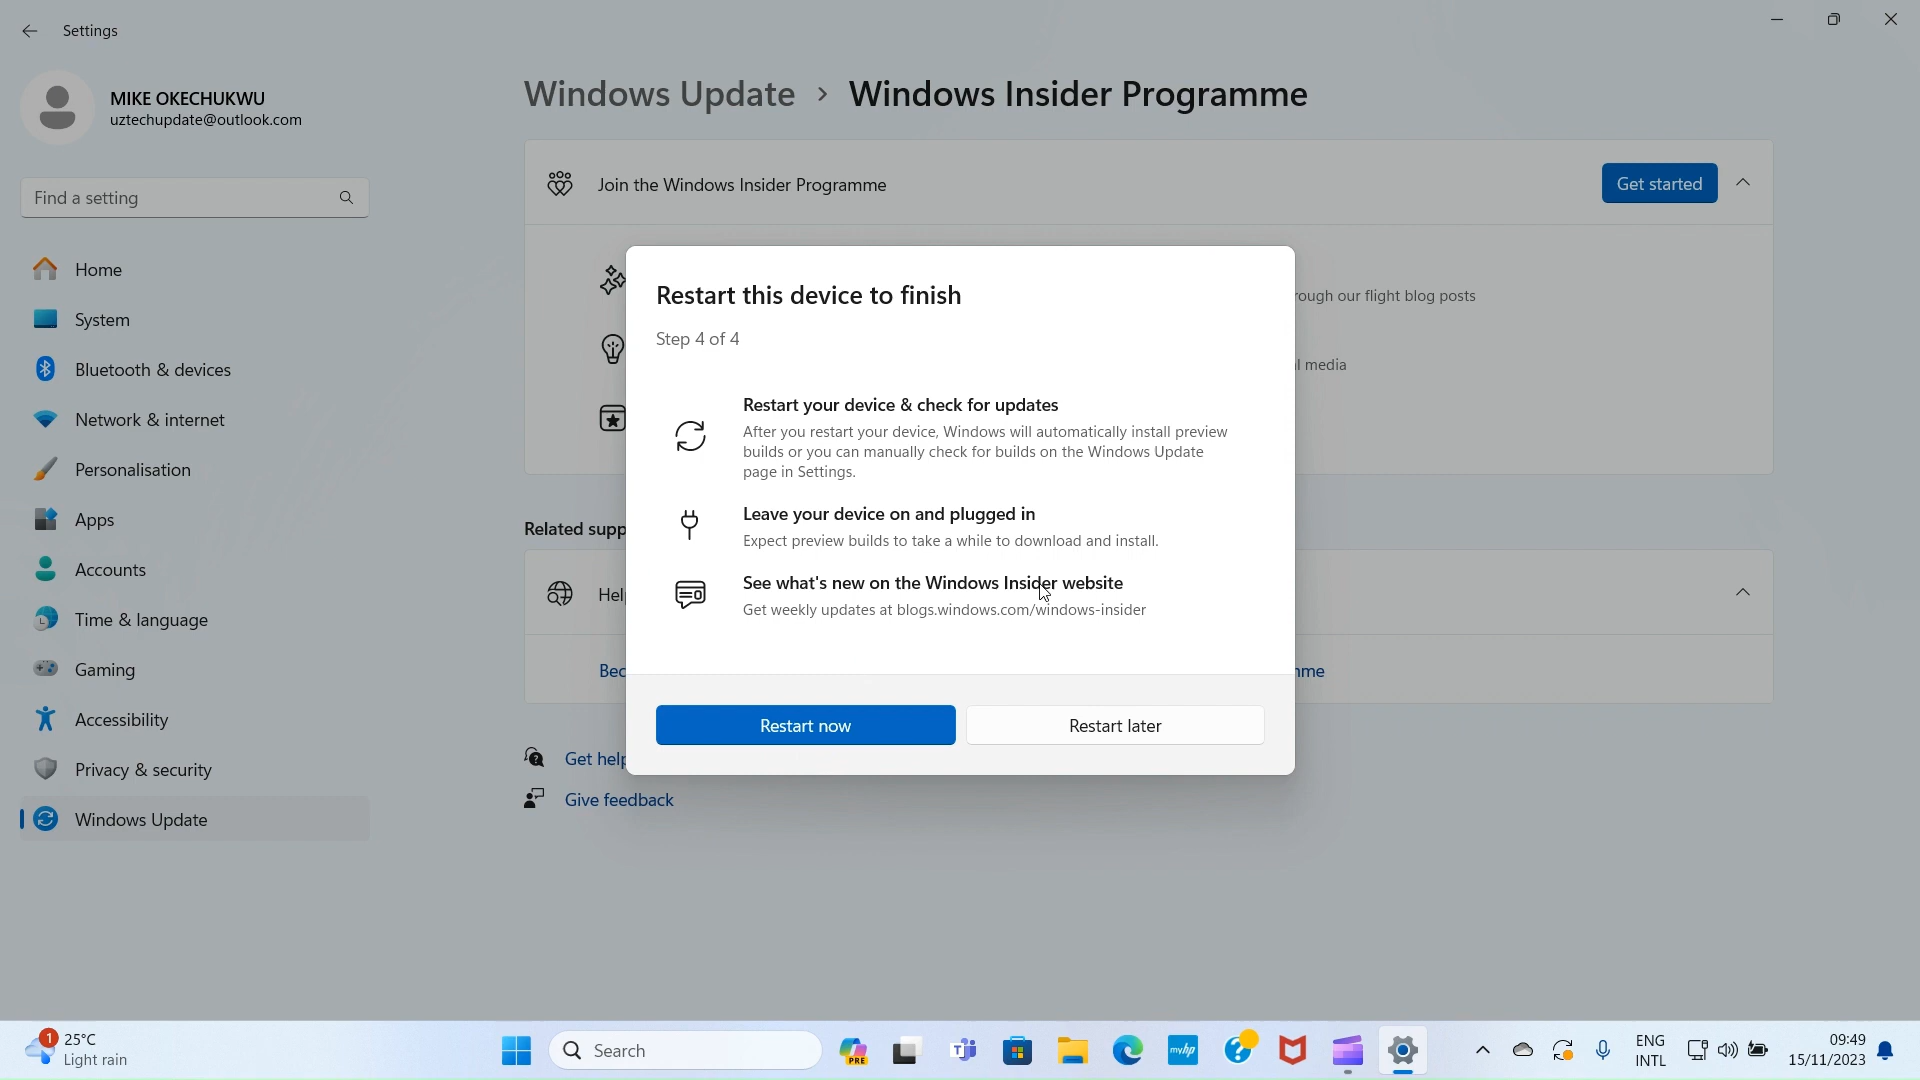 Settings
MIKE OKECHUKWU
uztechupdate@outlook.com
Find a setting
Home
System
Bluetooth & devices
Network & internet
Personalisation
Apps
Accounts
Time & language
Gaming
Accessibility
Privacy & security
Windows Update
Windows Update > Windows Insider Programme
Join the Windows Insider Programme
Get started
rough our flight blog posts
l media
Related supp
Hel
Bec
me
Get help
Give feedback
Restart this device to finish
Step 4 of 4
Restart your device & check for updates
After you restart your device, Windows will automatically install preview
builds or you can manually check for builds on the Windows Update
page in Settings.
Leave your device on and plugged in
Expect preview builds to take a while to download and install.
See what's new on the Windows Insider website
Get weekly updates at blogs.windows.com/windows-insider
Restart now
Restart later
1
25°C
Light rain
Search
PRE
myhp
ENG
INTL
09:49
15/11/2023